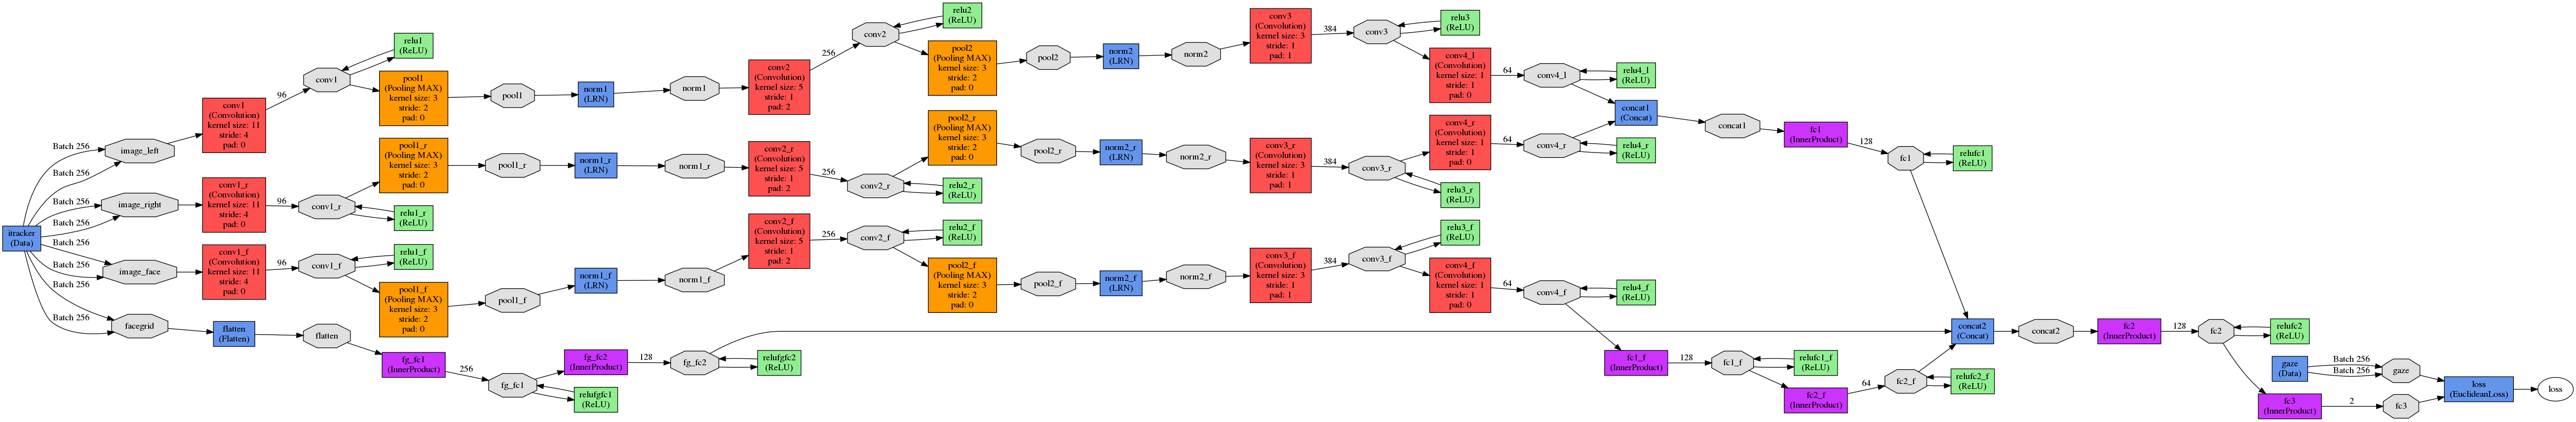 itracker
(Data)
Batch 256
Batch 256
Batch 256
Batch 256
Batch 256
Batch 256
Batch 256
Batch 256
image_left
image_right
image_face
facegrid
conv1
(Convolution)
kernel size: 11
stride: 4
pad: 0
96
conv1
relu1
(ReLU)
pool1
(Pooling MAX)
kernel size: 3
stride: 2
pad: 0
pool1
norm1
(LRN)
norm1
conv2
(Convolution)
kernel size: 5
stride: 1
pad: 2
256
conv2
relu2
(ReLU)
pool2
(Pooling MAX)
kernel size: 3
stride: 2
pad: 0
pool2
norm2
(LRN)
norm2
conv3
(Convolution)
kernel size: 3
stride: 1
pad: 1
384
conv3
relu3
(ReLU)
conv4_l
(Convolution)
kernel size: 1
stride: 1
pad: 0
64
conv4_l
relu4_l
(ReLU)
conv1_r
(Convolution)
kernel size: 11
stride: 4
pad: 0
96
conv1_r
relu1_r
(ReLU)
pool1_r
(Pooling MAX)
kernel size: 3
stride: 2
pad: 0
pool1_r
norm1_r
(LRN)
norm1_r
conv2_r
(Convolution)
kernel size: 5
stride: 1
pad: 2
256
conv2_r
relu2_r
(ReLU)
pool2_r
(Pooling MAX)
kernel size: 3
stride: 2
pad: 0
pool2_r
norm2_r
(LRN)
norm2_r
conv3_r
(Convolution)
kernel size: 3
stride: 1
pad: 1
384
conv3_r
relu3_r
(ReLU)
conv4_r
(Convolution)
kernel size: 1
stride: 1
pad: 0
64
conv4_r
relu4_r
(ReLU)
concat1
(Concat)
concat1
fc1
(InnerProduct)
128
fc1
relufc1
(ReLU)
conv1_f
(Convolution)
kernel size: 11
stride: 4
pad: 0
96
conv1_f
relu1_f
(ReLU)
pool1_f
(Pooling MAX)
kernel size: 3
stride: 2
pad: 0
pool1_f
norm1_f
(LRN)
norm1_f
conv2_f
(Convolution)
kernel size: 5
stride: 1
pad: 2
256
conv2_f
relu2_f
(ReLU)
pool2_f
(Pooling MAX)
kernel size: 3
stride: 2
pad: 0
pool2_f
norm2_f
(LRN)
norm2_f
conv3_f
(Convolution)
kernel size: 3
stride: 1
pad: 1
384
conv3_f
relu3_f
(ReLU)
conv4_f
(Convolution)
kernel size: 1
stride: 1
pad: 0
64
conv4_f
relu4_f
(ReLU)
fc1_f
(InnerProduct)
128
fc1_f
relufc1_f
(ReLU)
fc2_f
(InnerProduct)
64
fc2_f
relufc2_f
(ReLU)
flatten
(Flatten)
flatten
fg_fc1
(InnerProduct)
256
fg_fc1
relufgfc1
(ReLU)
fg_fc2
(InnerProduct)
128
fg_fc2
relufgfc2
(ReLU)
concat2
(Concat)
concat2
fc2
(InnerProduct)
128
fc2
relufc2
(ReLU)
fc3
(InnerProduct)
2
fc3
gaze
(Data)
Batch 256
Batch 256
gaze
loss
(EuclideanLoss)
loss